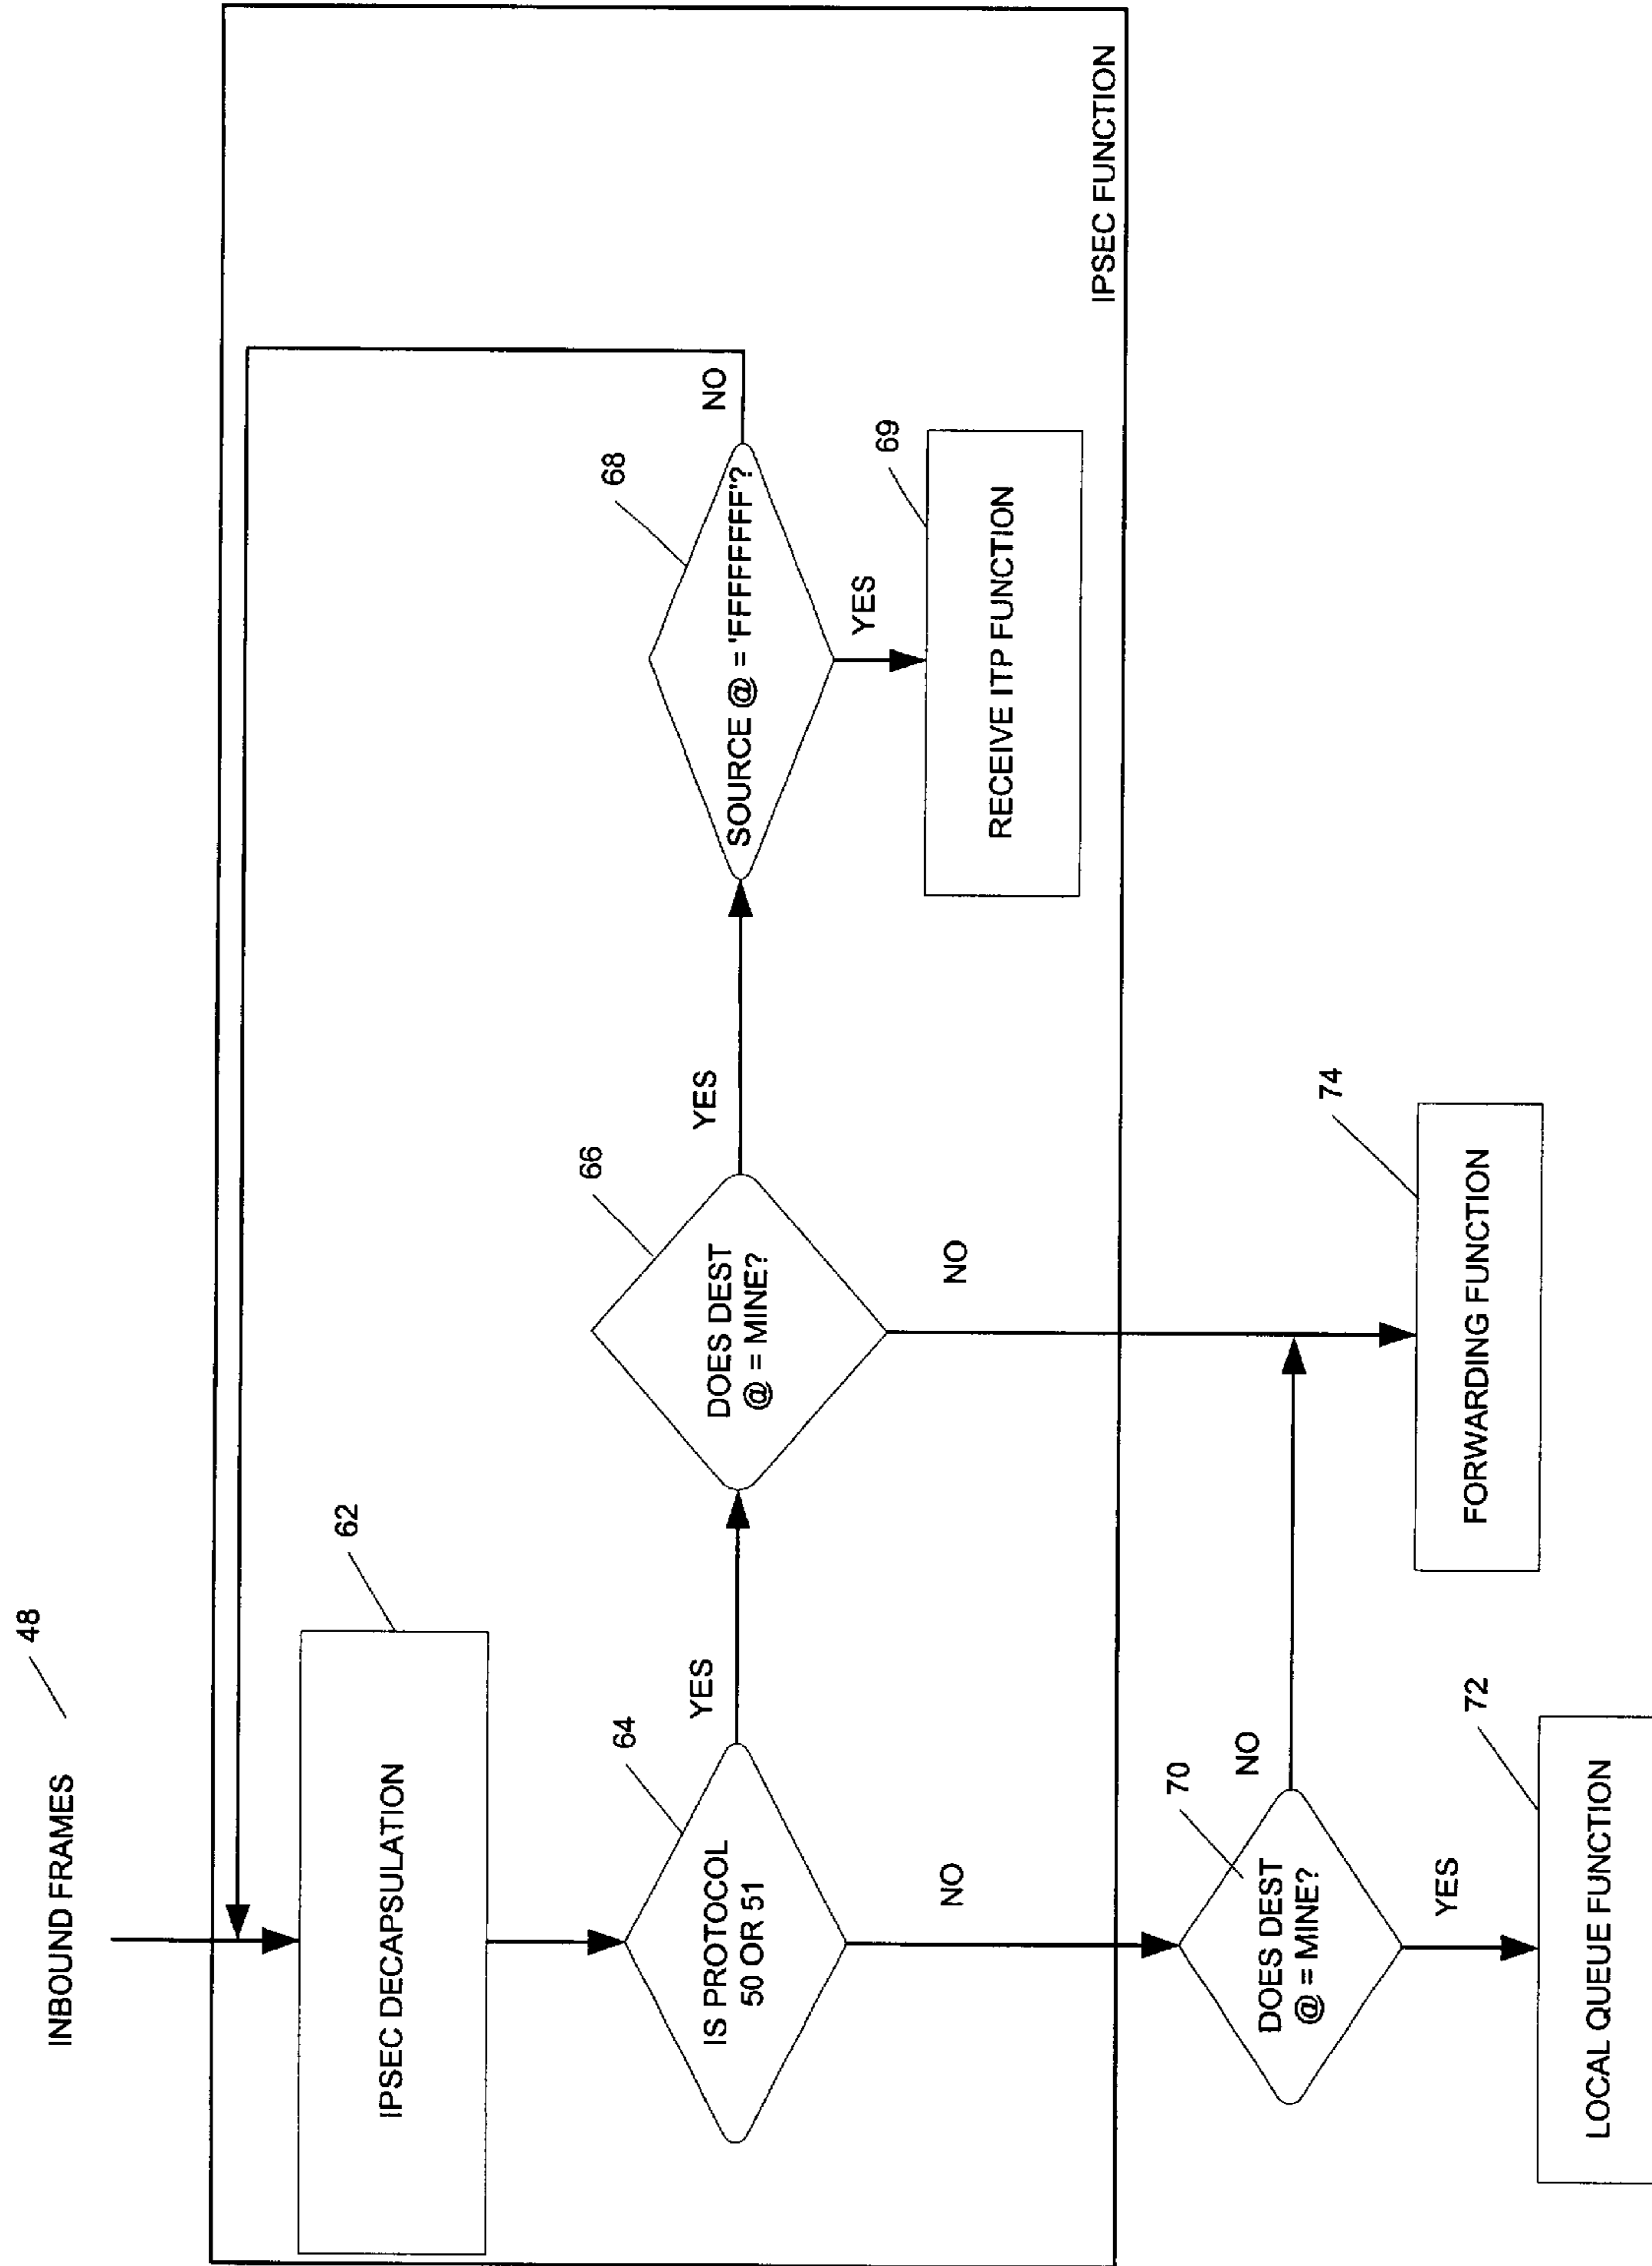 INBOUND FRAMES
48
IPSEC DECAPSULATION
62
IS PROTOCOL
50 OR 51
64
YES
NO
DOES DEST
@ = MINE?
66
YES
NO
SOURCE @ = 'FFFFFFFF'?
68
NO
YES
RECEIVE ITP FUNCTION
69
IPSEC FUNCTION
DOES DEST
@ = MINE?
70
NO
YES
LOCAL QUEUE FUNCTION
72
FORWARDING FUNCTION
74